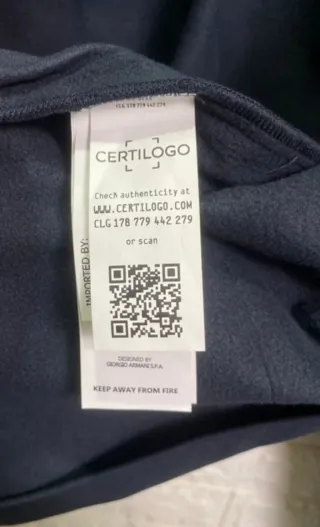 CLG 178 779 442 279
CERTILOGO
Check authenticity at
WWW.CERTILOGO.COM
CLG 178 779 442 279
or scan
IMPORTED BY:
DESIGNED BY
GIORGIO ARMANI S.P.A.
KEEP AWAY FROM FIRE